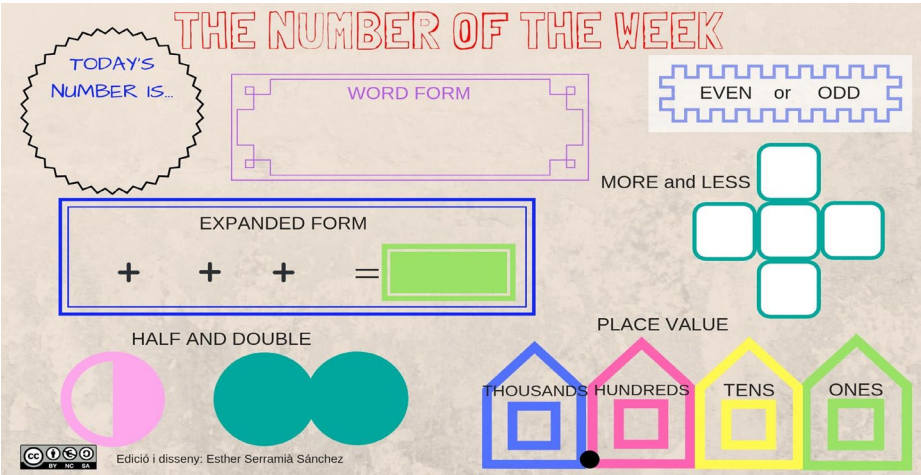 THE NUMBER OF THE WEEK
TODAY'S
NUMBER IS...
WORD FORM
EVEN or ODD
MORE and LESS
EXPANDED FORM
+ + + =
HALF AND DOUBLE
PLACE VALUE
THOUSANDS HUNDREDS TENS ONES
Edició i disseny: Esther Serramià Sánchez
cc
BY NC SA